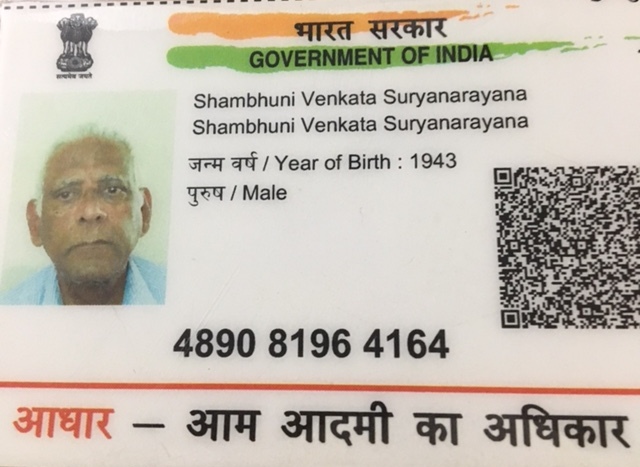 भारत सरकार
GOVERNMENT OF INDIA
सत्यमेव जयते
Shambhuni Venkata Suryanarayana
Shambhuni Venkata Suryanarayana
जन्म वर्ष / Year of Birth : 1943
पुरुष / Male
4890 8196 4164
आधार — आम आदमी का अधिकार